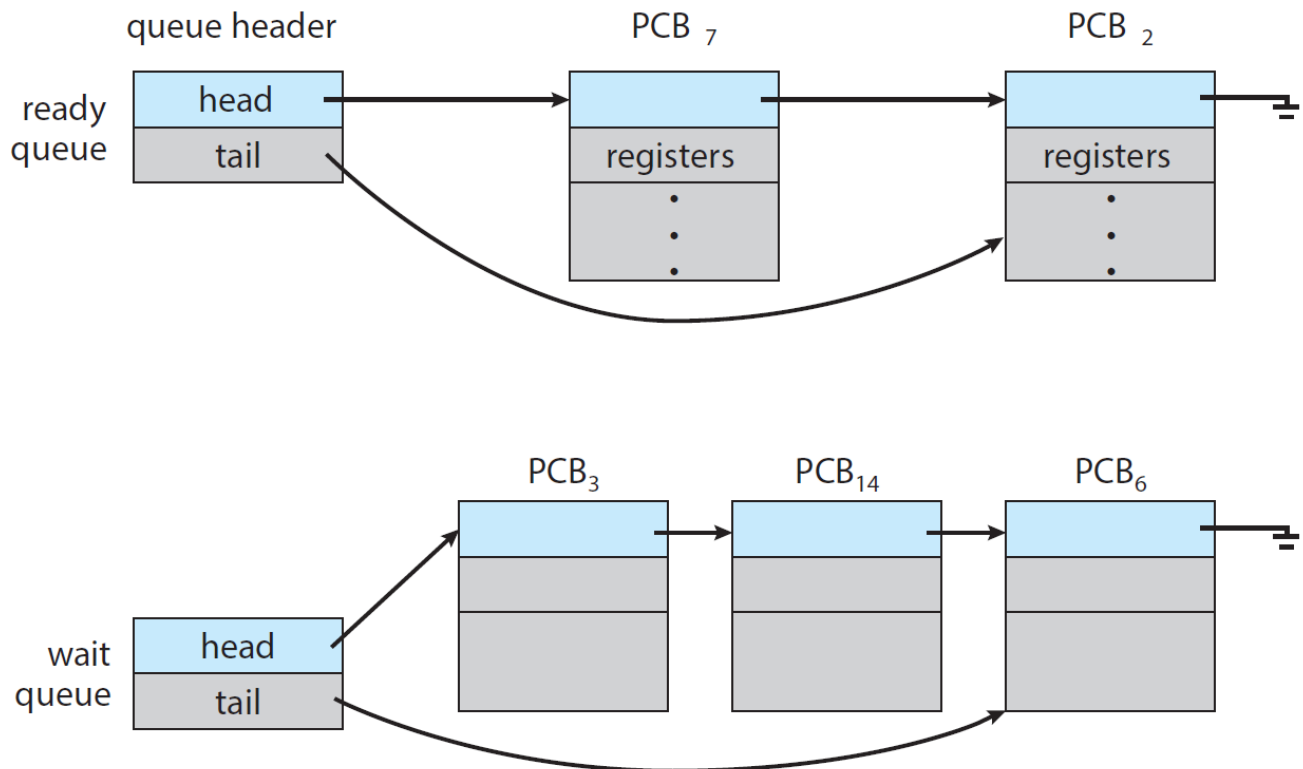 queue header
PCB 7
PCB 2
ready
queue
head
tail
registers
registers
PCB3
PCB14
PCB6
wait
queue
head
tail